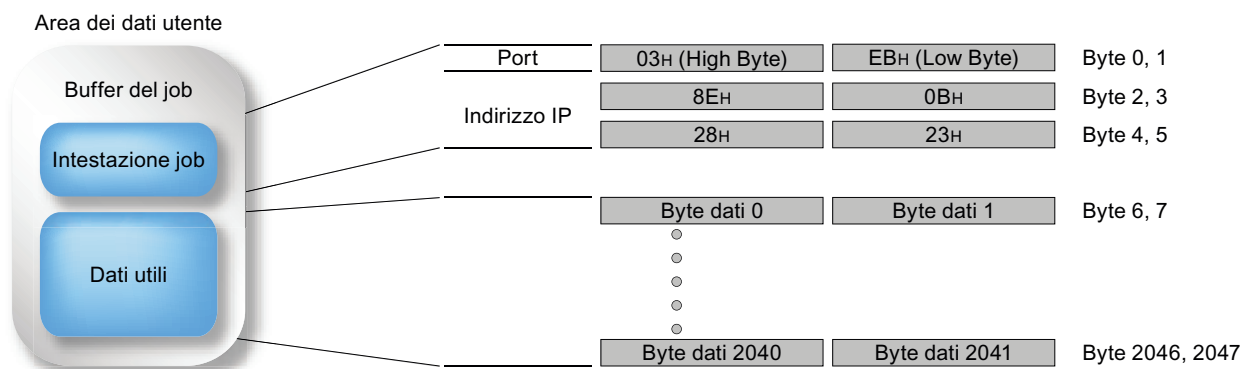 Area dei dati utente
Buffer del job
Intestazione job
Dati utili
Port 03H (High Byte) EBH (Low Byte) Byte 0, 1
Indirizzo IP
8EH 0BH Byte 2, 3
28H 23H Byte 4, 5
Byte dati 0 Byte dati 1 Byte 6, 7
Byte dati 2040 Byte dati 2041 Byte 2046, 2047